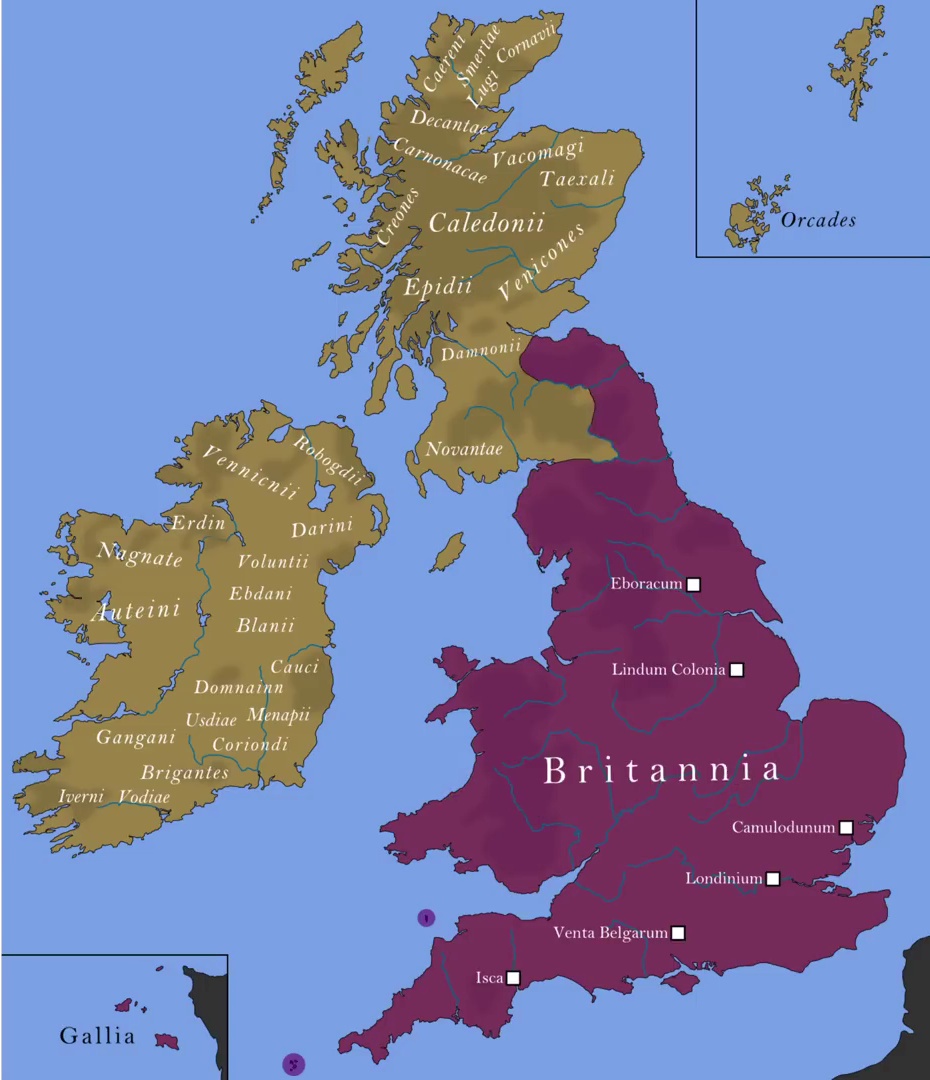 Caereni
Smertae
Cornavii
Lugi
Decantae
Carnonacae
Vacomagi
Taexali
Creones
Caledonii
Orcades
Venicones
Epidii
Damnonii
Novantae
Robogdii
Vennicnii
Erdin
Darini
Nagnate
Voluntii
Ebdani
Auteini
Blanii
Cauci
Domnainn
Usdiae
Menapii
Gangani
Coriondi
Brigantes
Iverni
Vodiae
Eboracum
Lindum Colonia
Britannia
Camulodunum
Londinium
Venta Belgarum
Isca
Gallia